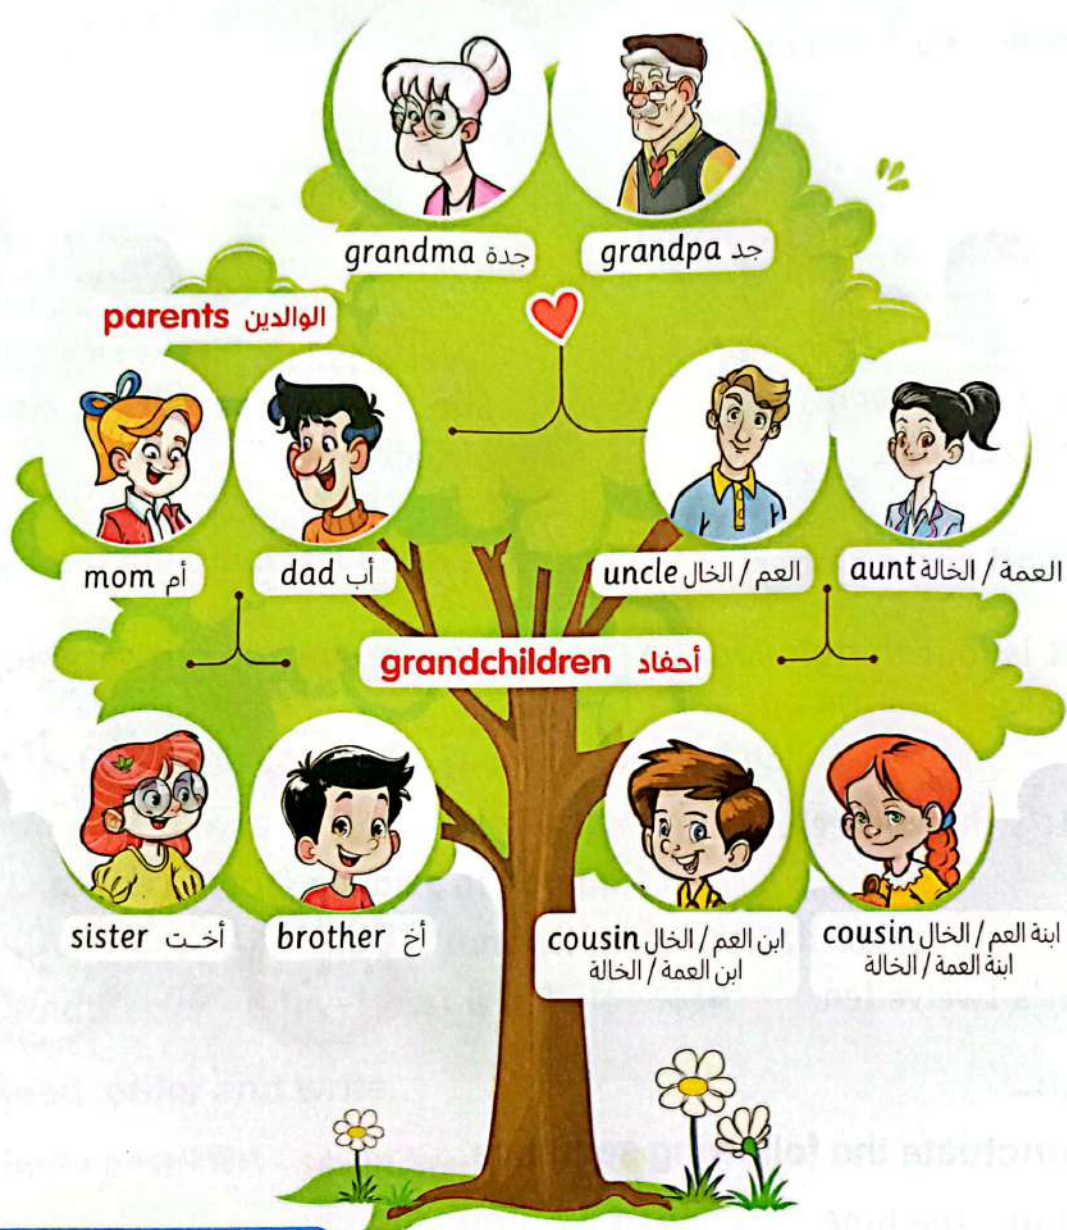 grandma جدة
grandpa جد
parents الوالدين
mom أم
dad أب
uncle العم / الخال
aunt العمة / الخالة
grandchildren أحفاد
sister أخت
brother أخ
cousin ابن العم / الخال
ابن العمة / الخالة
cousin ابنة العم / الخال
ابنة العمة / الخالة